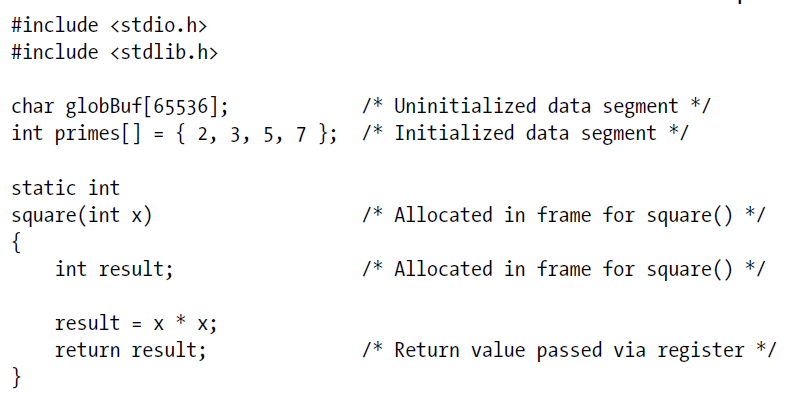 #include <stdio.h>
#include <stdlib.h>
char globBuf[65536]; /* Uninitialized data segment */
int primes[] = { 2, 3, 5, 7 }; /* Initialized data segment */
static int
square(int x) /* Allocated in frame for square() */
{
int result; /* Allocated in frame for square() */
result = x * x;
return result; /* Return value passed via register */
}